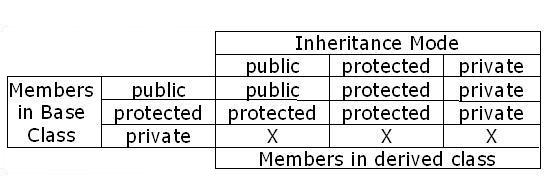 Inheritance Mode
public protected private
Members public public protected private
in Base protected protected protected private
Class private X X X
Members in derived class